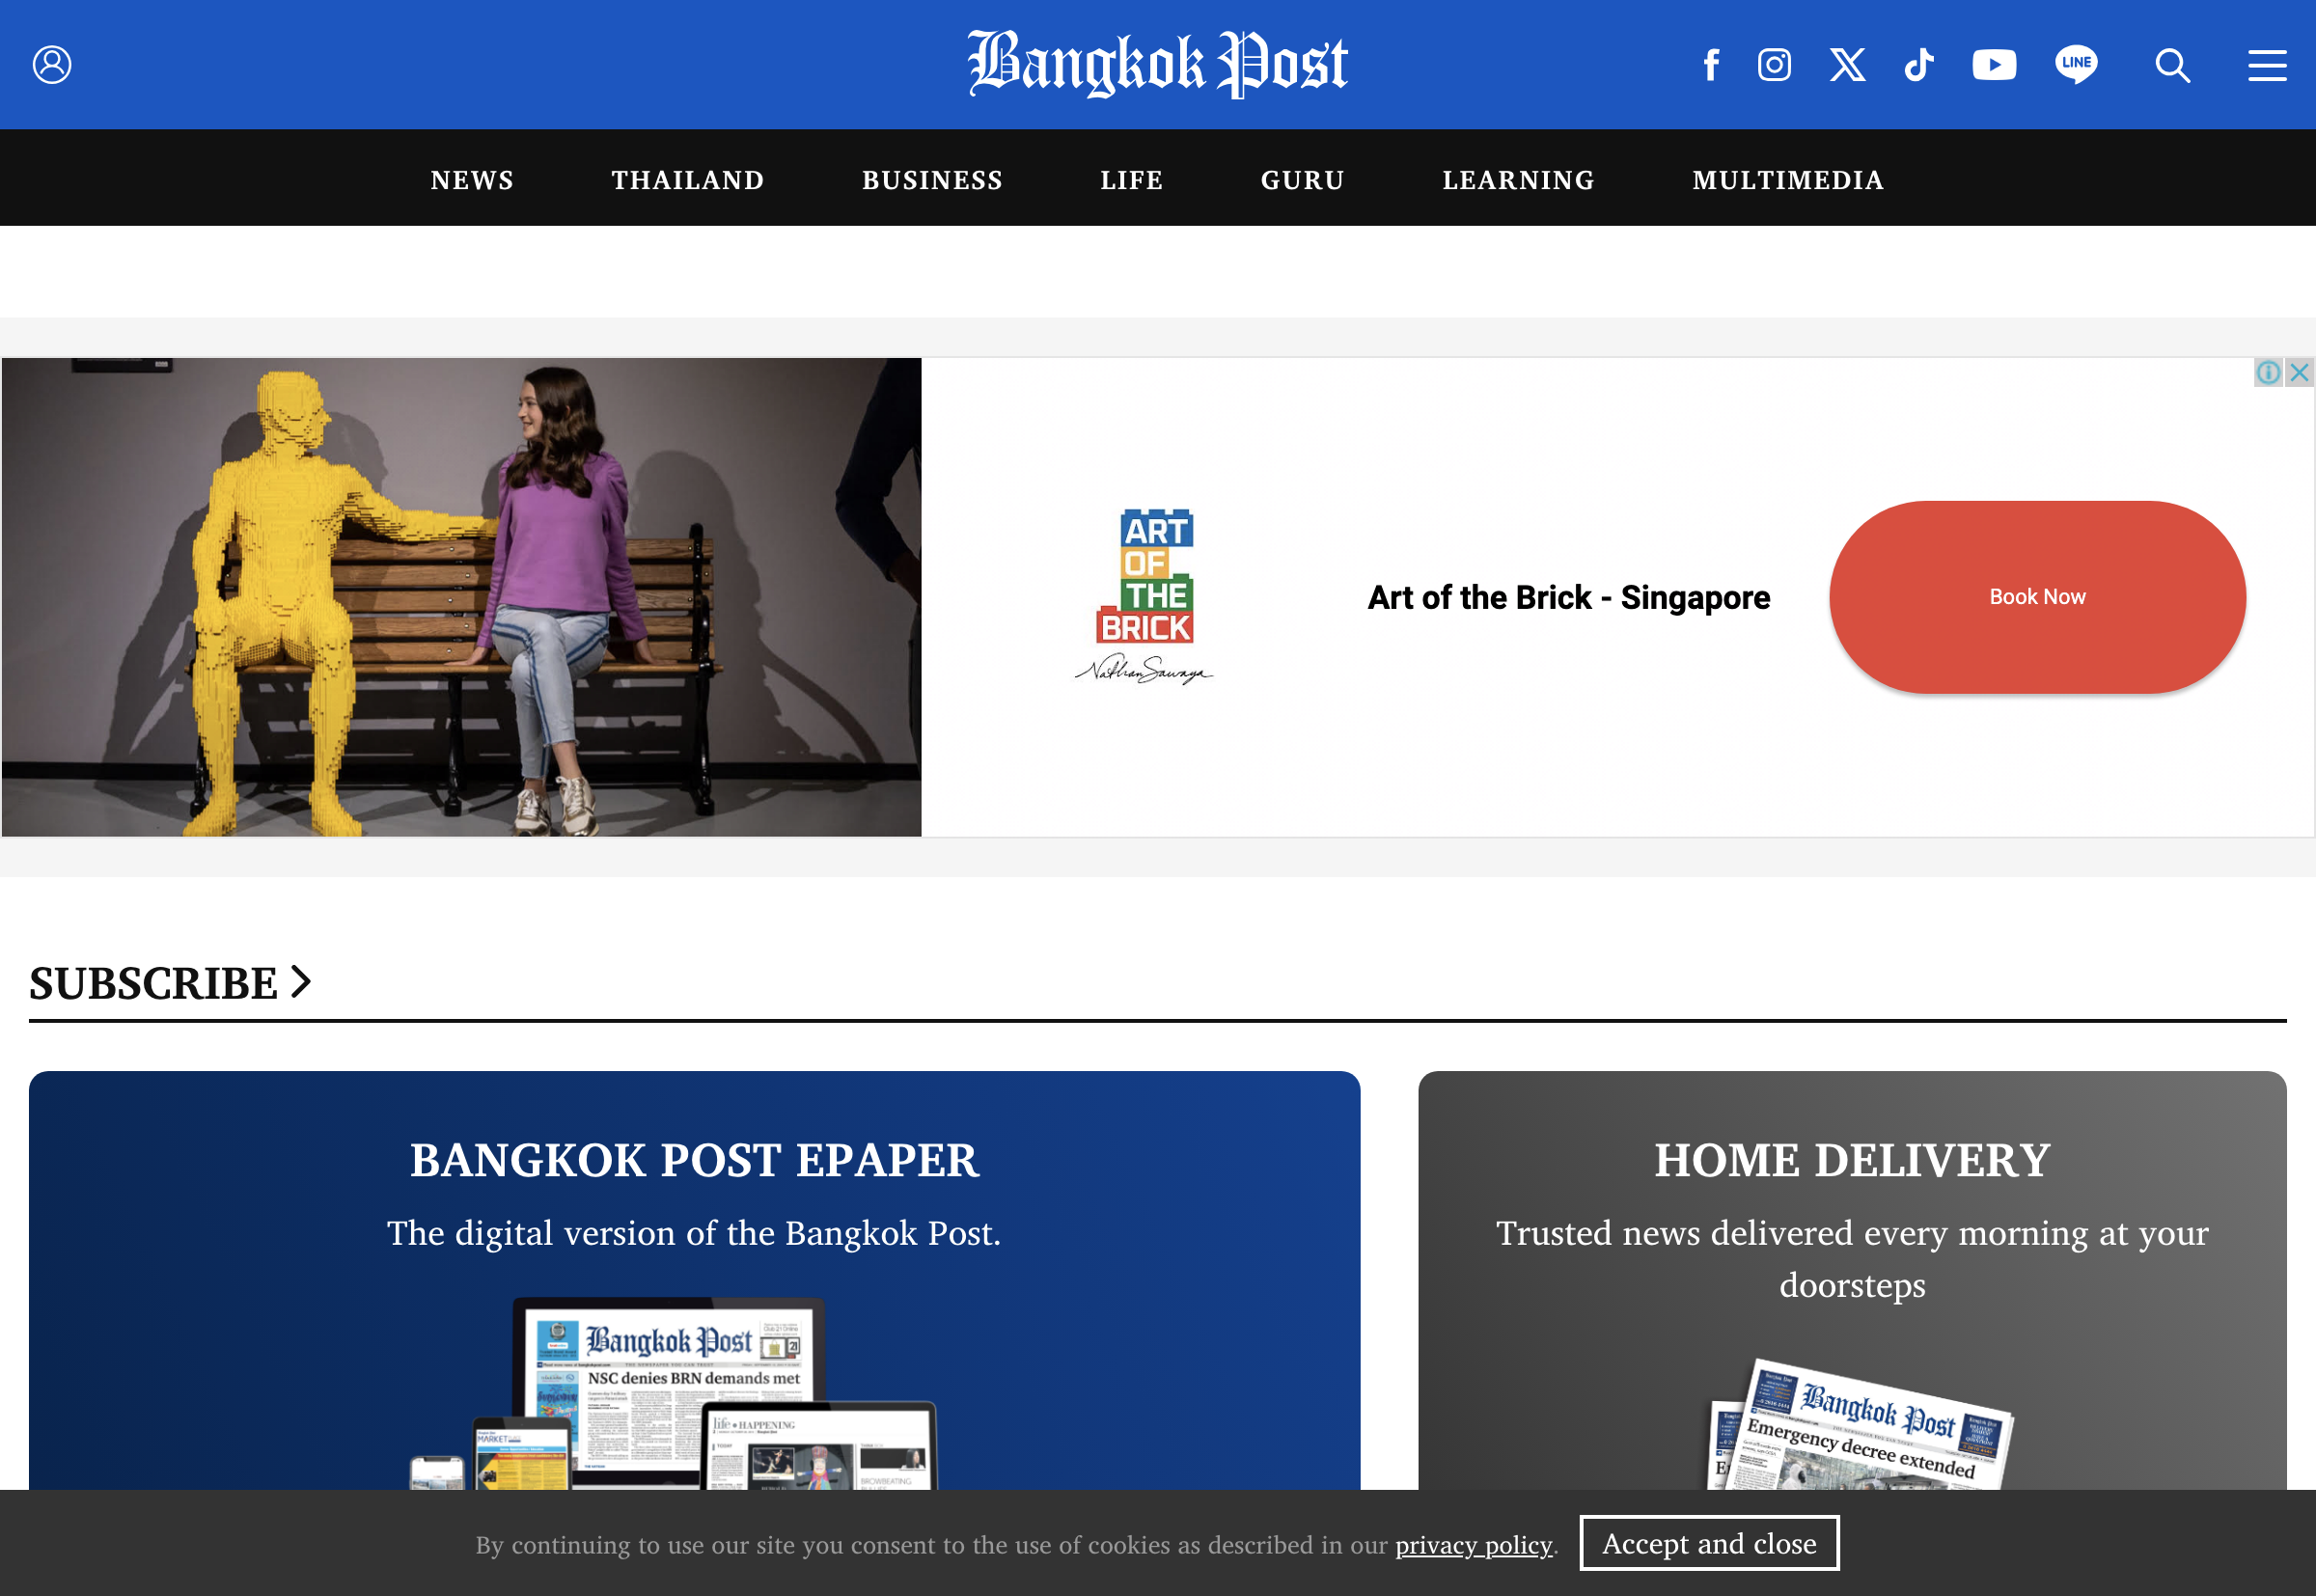 Bangkok Post
LINE
NEWS THAILAND BUSINESS LIFE GURU LEARNING MULTIMEDIA
ART
OF
THE
BRICK
Nathan Sawaya
Art of the Brick - Singapore
Book Now
SUBSCRIBE
BANGKOK POST EPAPER
The digital version of the Bangkok Post.
Bangkok Post
NSC denies BRN demands met
MARKET
life • HAPPENING
TODAY
BROWBEATING
HOME DELIVERY
Trusted news delivered every morning at your
doorsteps
Bangkok Post
Emergency decree extended
By continuing to use our site you consent to the use of cookies as described in our privacy policy.
Accept and close